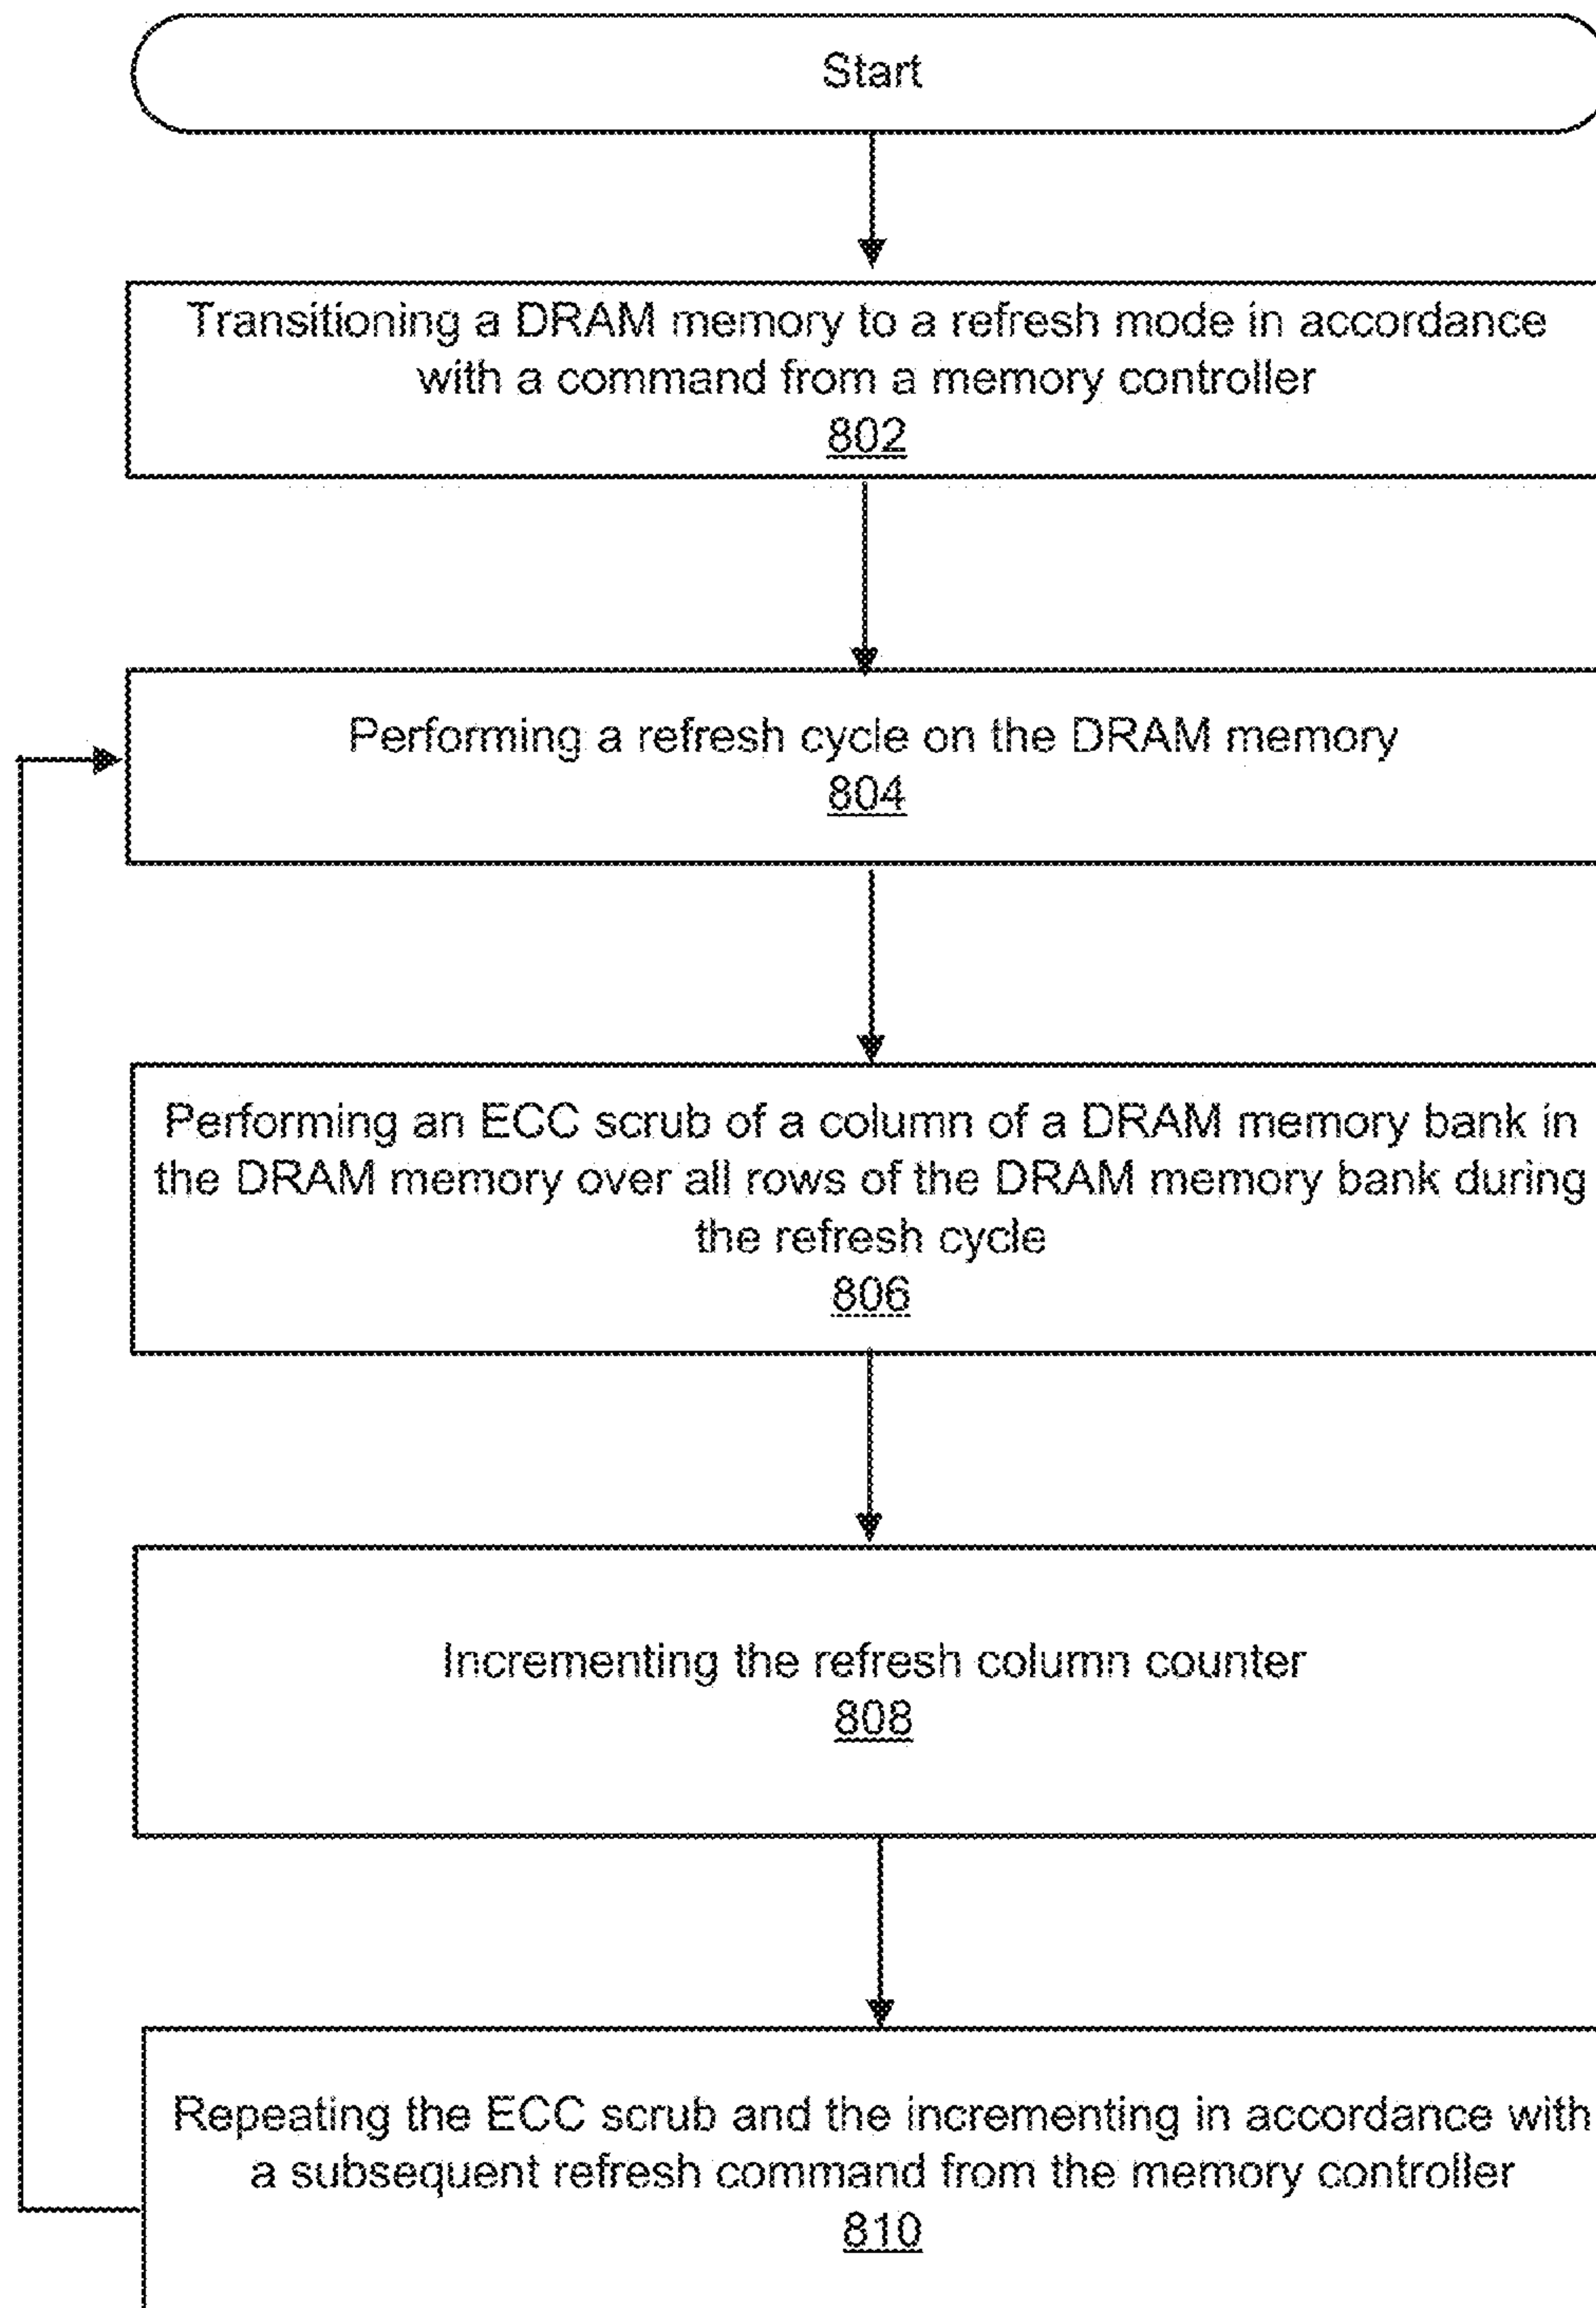 Start
Transitioning a DRAM memory to a refresh mode in accordance
with a command from a memory controller
802
Performing a refresh cycle on the DRAM memory
804
Performing an ECC scrub of a column of a DRAM memory bank in
the DRAM memory over all rows of the DRAM memory bank during
the refresh cycle
806
Incrementing the refresh column counter
808
Repeating the ECC scrub and the incrementing in accordance with
a subsequent refresh command from the memory controller
810